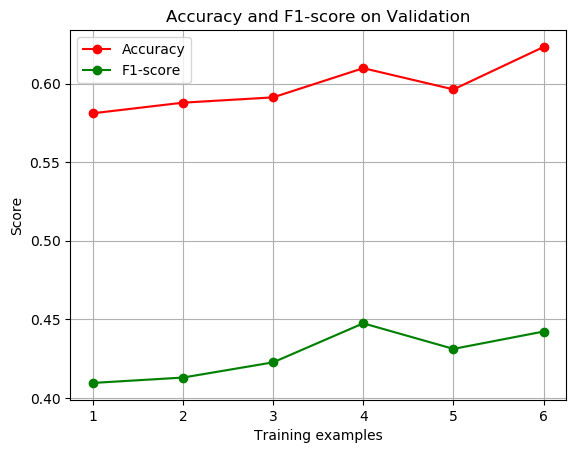 Accuracy and F1-score on Validation
Accuracy
F1-score
0.60
0.55
0.50
0.45
0.40
Score
1 2 3 4 5 6
Training examples